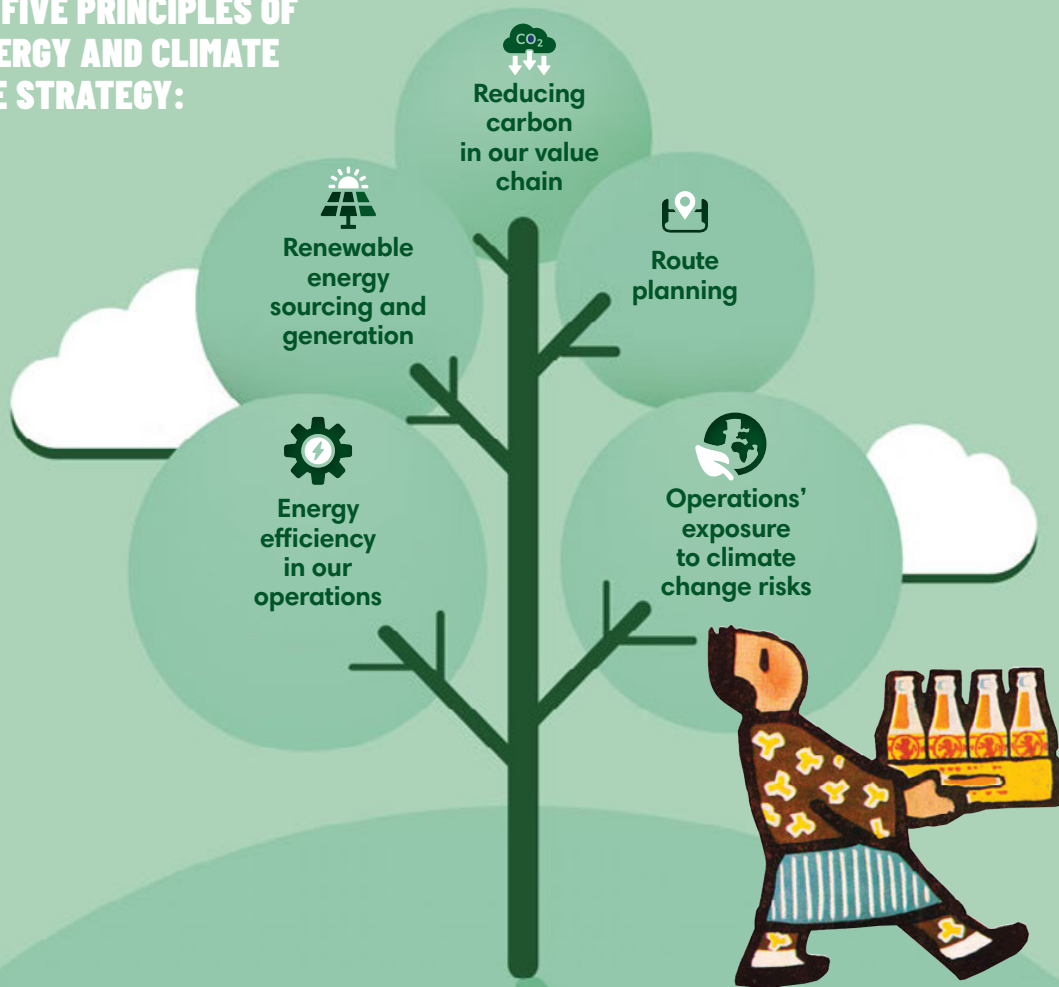 FIVE PRINCIPLES OF
ERGY AND CLIMATE
E STRATEGY:
CO2
Reducing
carbon
in our value
chain
Renewable
energy
sourcing and
generation
Route
planning
Energy
efficiency
in our
operations
Operations’
exposure
to climate
change risks